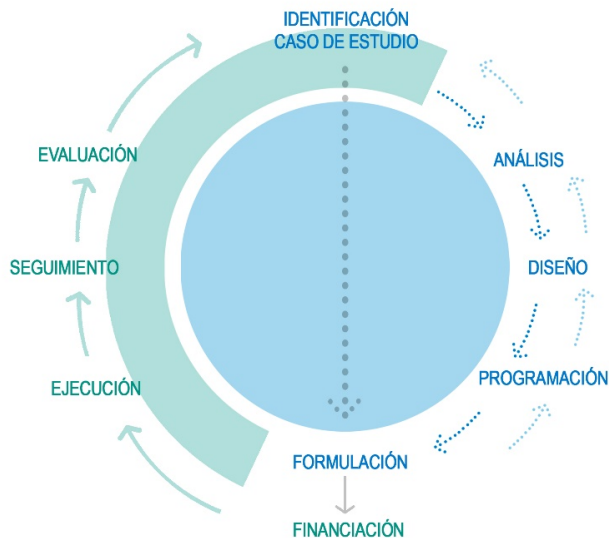 IDENTIFICACIÓN
CASO DE ESTUDIO
ANÁLISIS
DISEÑO
PROGRAMACIÓN
FORMULACIÓN
FINANCIACIÓN
EJECUCIÓN
SEGUIMIENTO
EVALUACIÓN